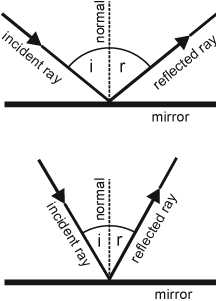 incident ray
normal
reflected ray
i
r
mirror
incident ray
normal
reflected ray
i
r
mirror